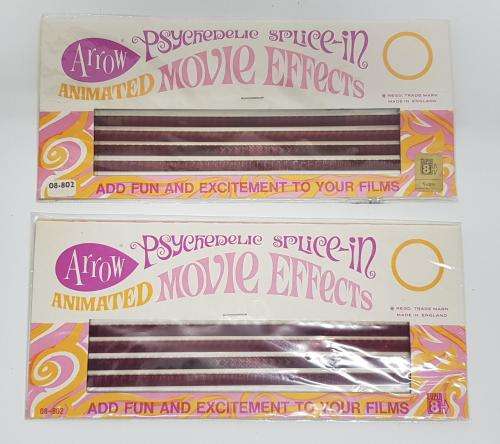 Arrow
PSYCHEDELIC SPLICE-IN
ANIMATED MOVIE EFFECTS
® REGD. TRADE MARK
MADE IN ENGLAND
08-802
8
ADD FUN AND EXCITEMENT TO YOUR FILMS
Arrow
PSYCHEDELIC SPLICE-IN
ANIMATED MOVIE EFFECTS
® REGD. TRADE MARK
MADE IN ENGLAND
08-802
8
ADD FUN AND EXCITEMENT TO YOUR FILMS